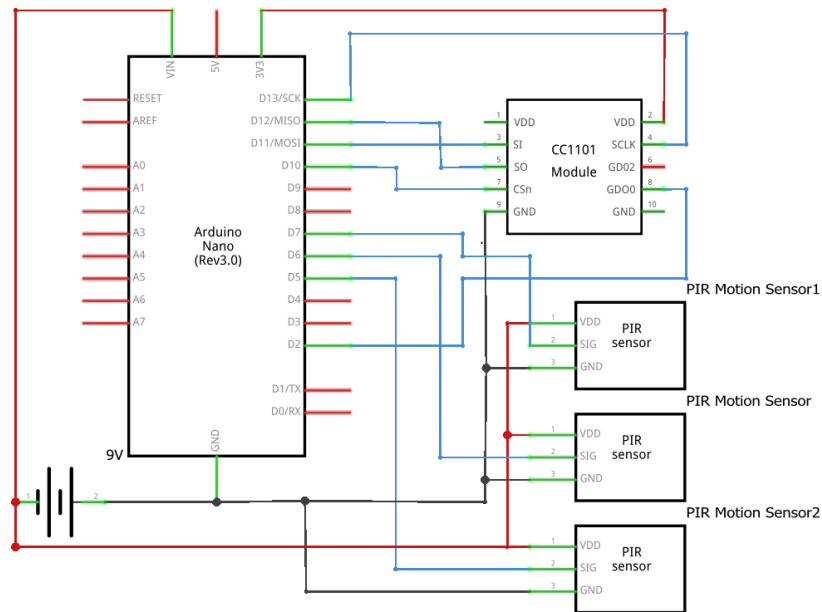 VIN
5V
3V3
RESET
AREF
A0
A1
A2
A3
A4
A5
A6
A7
Arduino
Nano
(Rev3.0)
D13/SCK
D12/MISO
D11/MOSI
D10
D9
D8
D7
D6
D5
D4
D3
D2
D1/TX
D0/RX
GND
9V
1
2
1 VDD
3 SI
5 SO
7 CSn
9 GND
CC1101
Module
VDD 2
SCLK 4
GD02 6
GDO0 8
GND 10
PIR Motion Sensor1
1 VDD
2 SIG
3 GND
PIR
sensor
PIR Motion Sensor
1 VDD
2 SIG
3 GND
PIR
sensor
PIR Motion Sensor2
1 VDD
2 SIG
3 GND
PIR
sensor